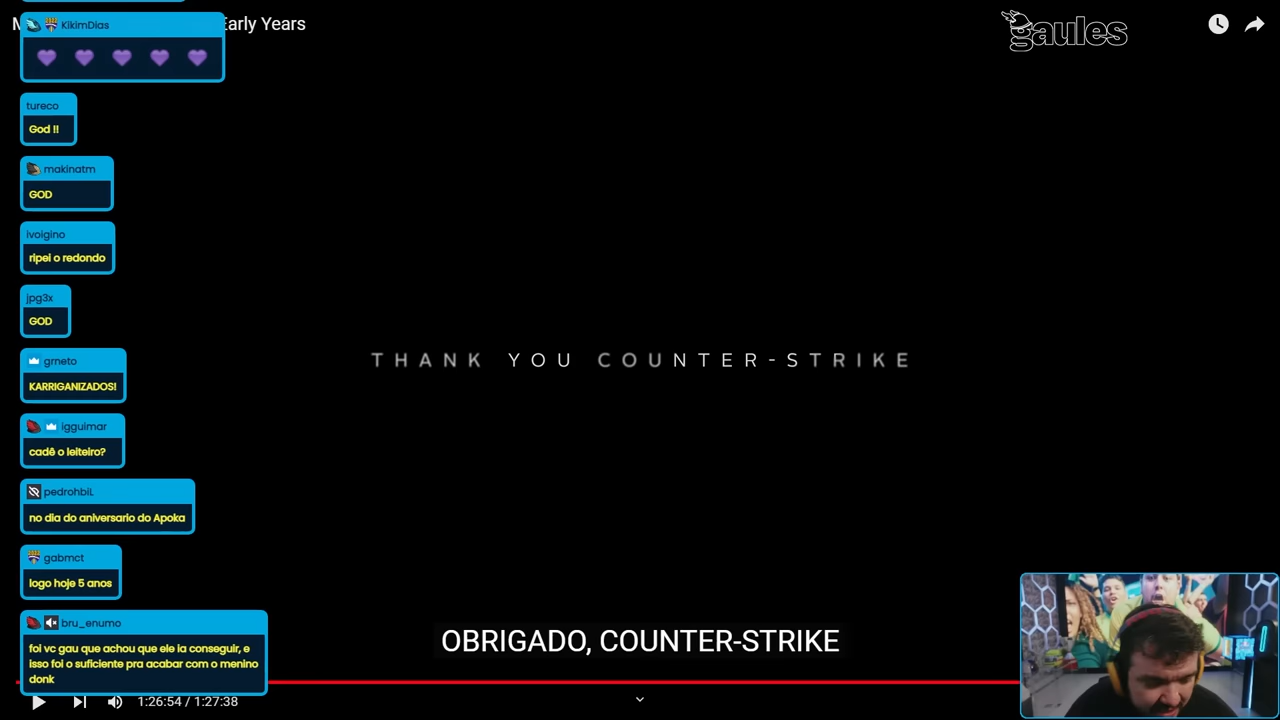 Early Years
gaules
KikimDias
tureco
God !!
makinatm
GOD
ivolgino
ripei o redondo
jpg3x
GOD
grneto
KARRIGANIZADOS!
igguimar
cadê o leiteiro?
pedrohbiL
no dia do aniversario do Apoka
gabmct
logo hoje 5 anos
bru_enumo
foi vc gau que achou que ele ia conseguir, e
isso foi o suficiente pra acabar com o menino
donk
THANK YOU COUNTER-STRIKE
OBRIGADO, COUNTER-STRIKE
1:26:54 / 1:27:38